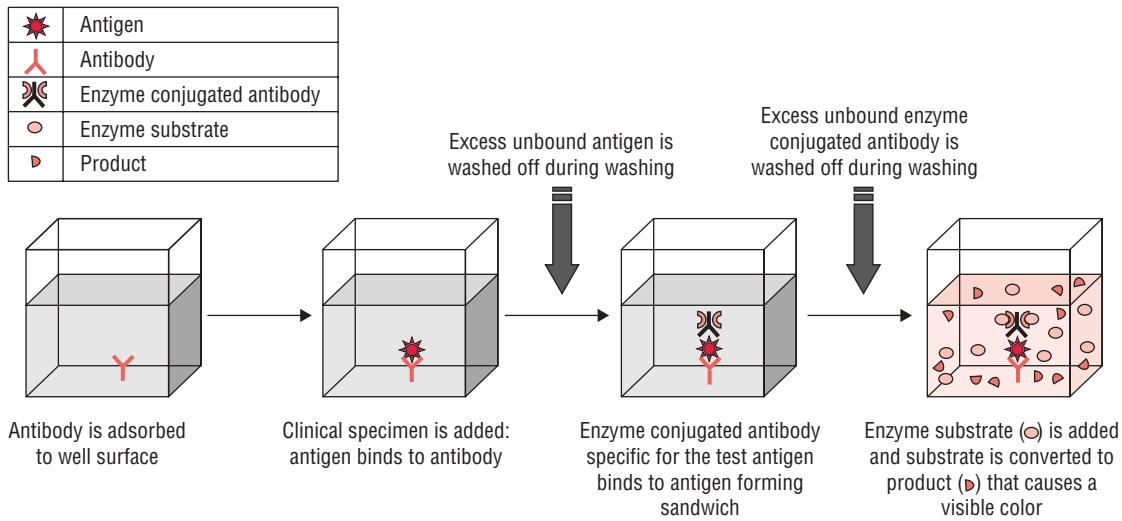 Antigen
Antibody
Enzyme conjugated antibody
Enzyme substrate
Product
Excess unbound antigen is
washed off during washing
Excess unbound enzyme
conjugated antibody is
washed off during washing
Antibody is adsorbed
to well surface
Clinical specimen is added:
antigen binds to antibody
Enzyme conjugated antibody
specific for the test antigen
binds to antigen forming
sandwich
Enzyme substrate () is added
and substrate is converted to
product () that causes a
visible color